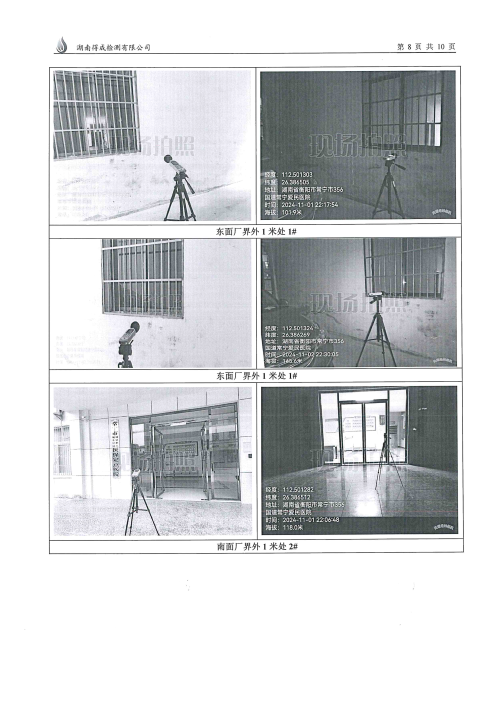 湖南得成检测有限公司
第 8 页 共 10 页
现场拍照
现场拍照
经度: 112.501303
纬度: 26.386505
地址: 湖南省衡阳市常宁市356
国道常宁爱民医院
时间: 2024-11-01 22:17:54
海拔: 101.9米
东面厂界外 1 米处 1#
现场拍照
现场拍照
经度: 112.501324
纬度: 26.386269
地址: 湖南省衡阳市常宁市356
国道常宁爱民医院
时间: 2024-11-02 22:30:05
东面厂界外 1 米处 1#
经度: 112.501282
纬度: 26.386512
地址: 湖南省衡阳市常宁市356
国道常宁爱民医院
时间: 2024-11-01 22:06:48
海拔: 118.0米
南面厂界外 1 米处 2#